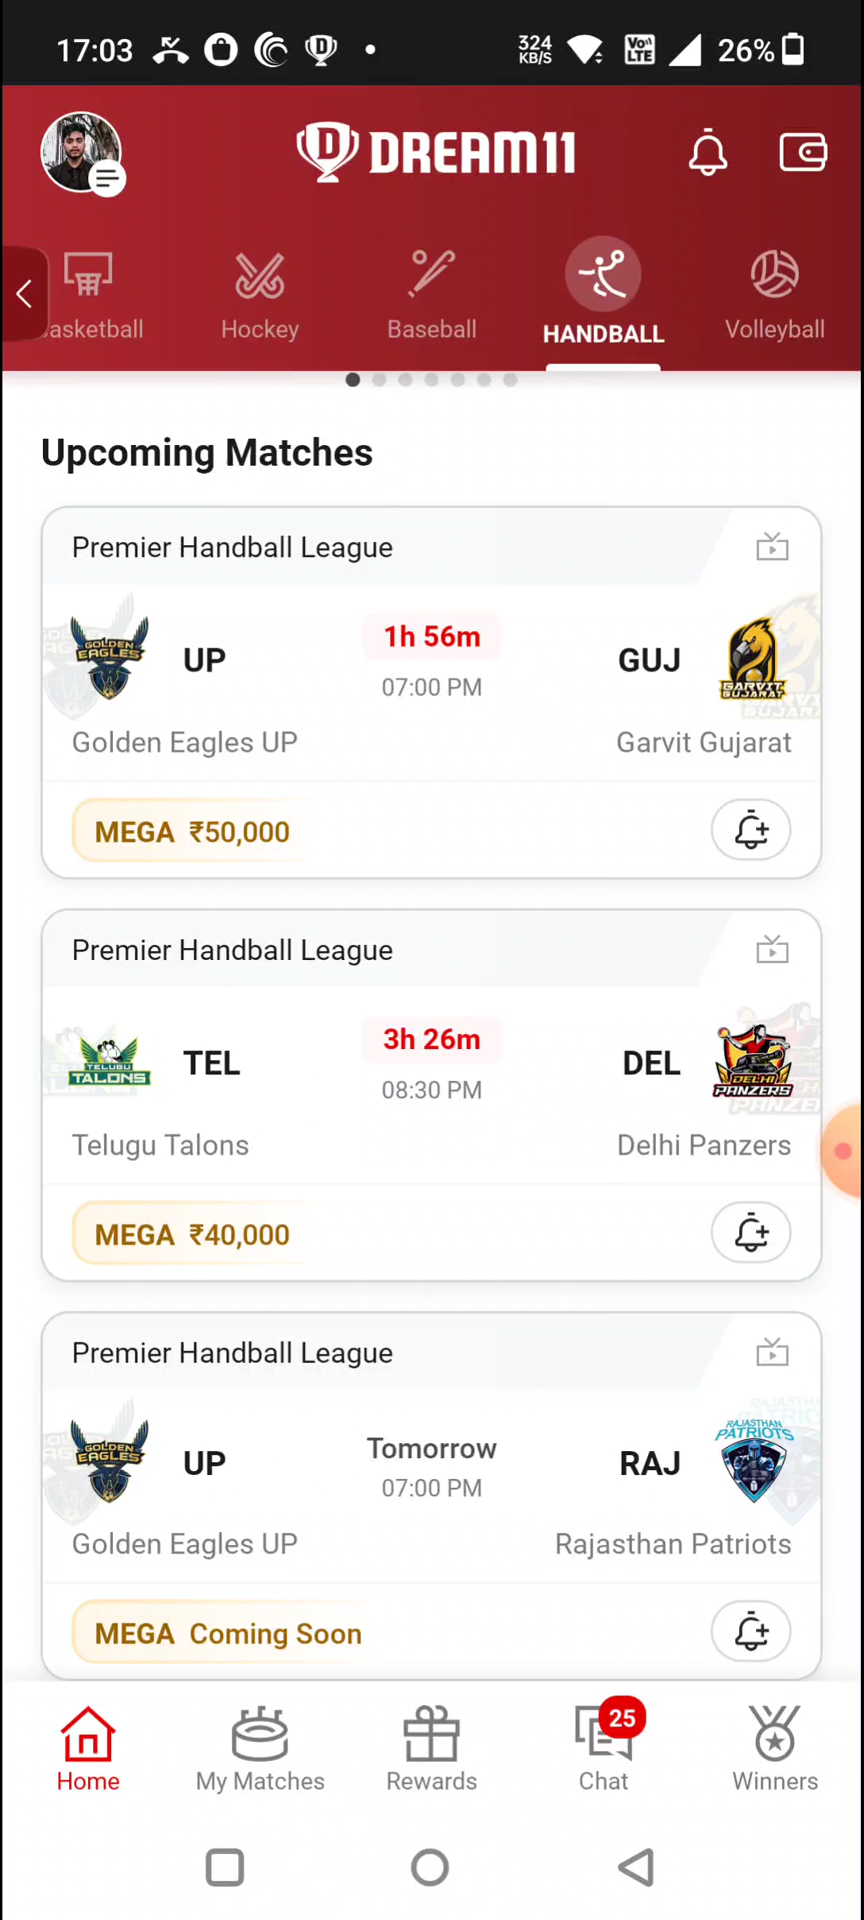 17:03
324
KB/S
Vo))
LTE
26%
DREAM11
asketball
Hockey
Baseball
HANDBALL
Volleyball
Upcoming Matches
Premier Handball League
GOLDEN
EAGLES
UP
1h 56m
07:00 PM
GUJ
GARVIT
GUJARAT
Golden Eagles UP
Garvit Gujarat
MEGA ₹50,000
Premier Handball League
TELUGU
TALONS
TEL
3h 26m
08:30 PM
DEL
DELHI
PANZERS
Telugu Talons
Delhi Panzers
MEGA ₹40,000
Premier Handball League
GOLDEN
EAGLES
UP
Tomorrow
07:00 PM
RAJ
RAJASTHAN
PATRIOTS
Golden Eagles UP
Rajasthan Patriots
MEGA Coming Soon
25
Home
My Matches
Rewards
Chat
Winners